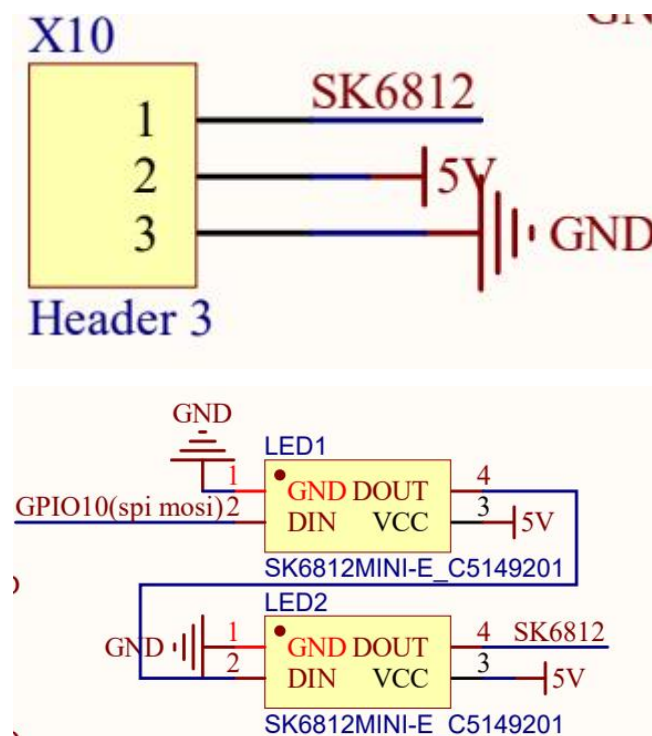 X10
1 SK6812
2 5V
3 GND
Header 3
GND
LED1
1 GND DOUT 4
GPIO10(spi mosi) 2 DIN VCC 3 5V
SK6812MINI-E_C5149201
LED2
GND 1 GND DOUT 4 SK6812
2 DIN VCC 3 5V
SK6812MINI-E C5149201